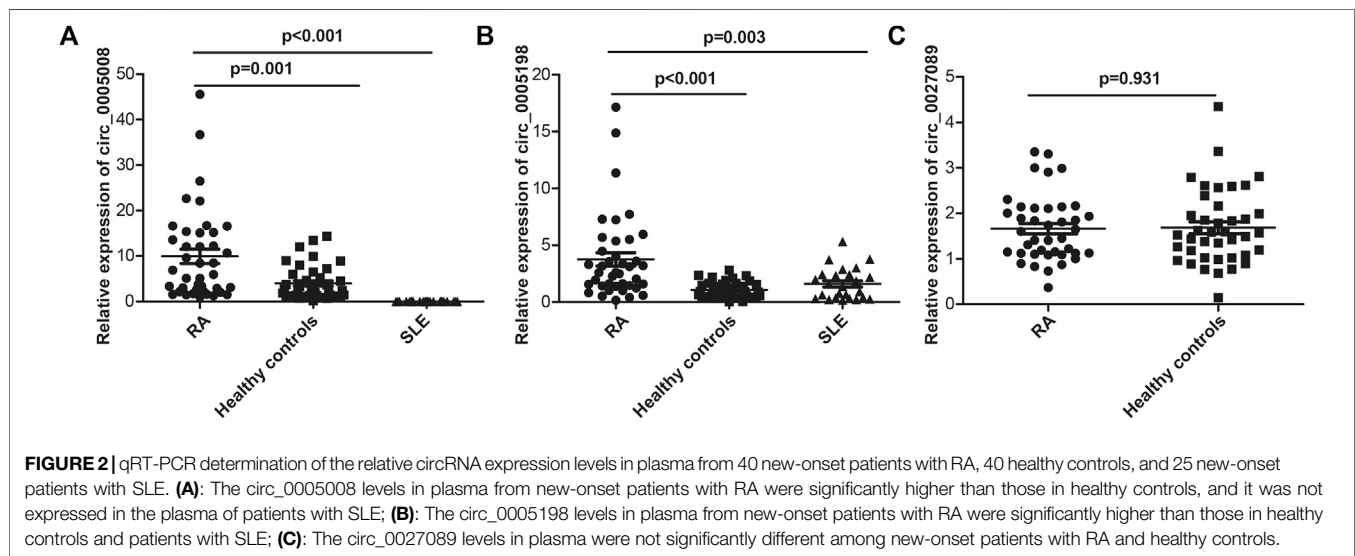 A
p<0.001
p=0.001
Relative expression of circ_0005008
50
40
30
20
10
0
RA
Healthy controls
SLE
B
p=0.003
p<0.001
Relative expression of circ_0005198
20
15
10
5
0
RA
Healthy controls
SLE
C
p=0.931
Relative expression of circ_0027089
5
4
3
2
1
0
RA
Healthy controls
FIGURE 2 | qRT-PCR determination of the relative circRNA expression levels in plasma from 40 new-onset patients with RA, 40 healthy controls, and 25 new-onset
patients with SLE. (A): The circ_0005008 levels in plasma from new-onset patients with RA were significantly higher than those in healthy controls, and it was not
expressed in the plasma of patients with SLE; (B): The circ_0005198 levels in plasma from new-onset patients with RA were significantly higher than those in healthy
controls and patients with SLE; (C): The circ_0027089 levels in plasma were not significantly different among new-onset patients with RA and healthy controls.